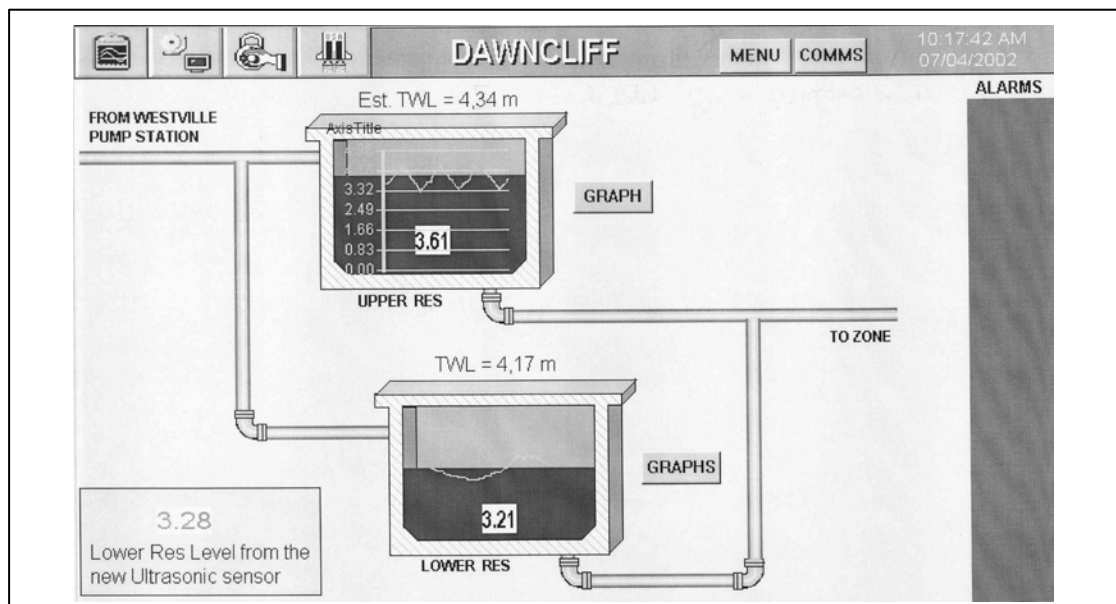 DAWNCLIFF
MENU
COMMS
10:17:42 AM
07/04/2002
ALARMS
Est. TWL = 4,34 m
FROM WESTVILLE
PUMP STATION
AxisTitle
3.32
2.49
1.66
0.83
0.00
3.61
GRAPH
UPPER RES
TO ZONE
TWL = 4,17 m
GRAPHS
3.21
LOWER RES
3.28
Lower Res Level from the
new Ultrasonic sensor